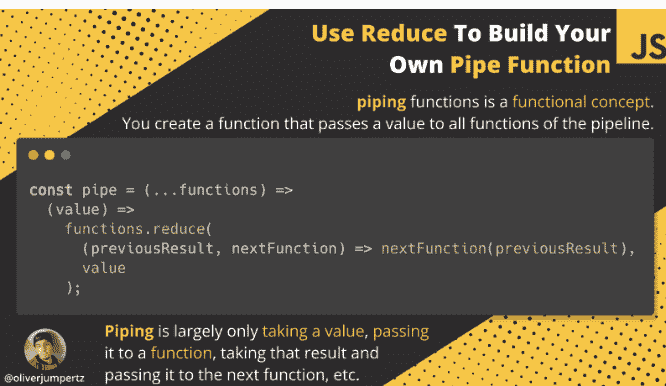 Use Reduce To Build Your
Own Pipe Function
JS
piping functions is a functional concept.
You create a function that passes a value to all functions of the pipeline.
const pipe = (...functions) =>
  (value) =>
    functions.reduce(
      (previousResult, nextFunction) => nextFunction(previousResult),
      value
    );
Piping is largely only taking a value, passing
it to a function, taking that result and
passing it to the next function, etc.
@oliverjumpertz